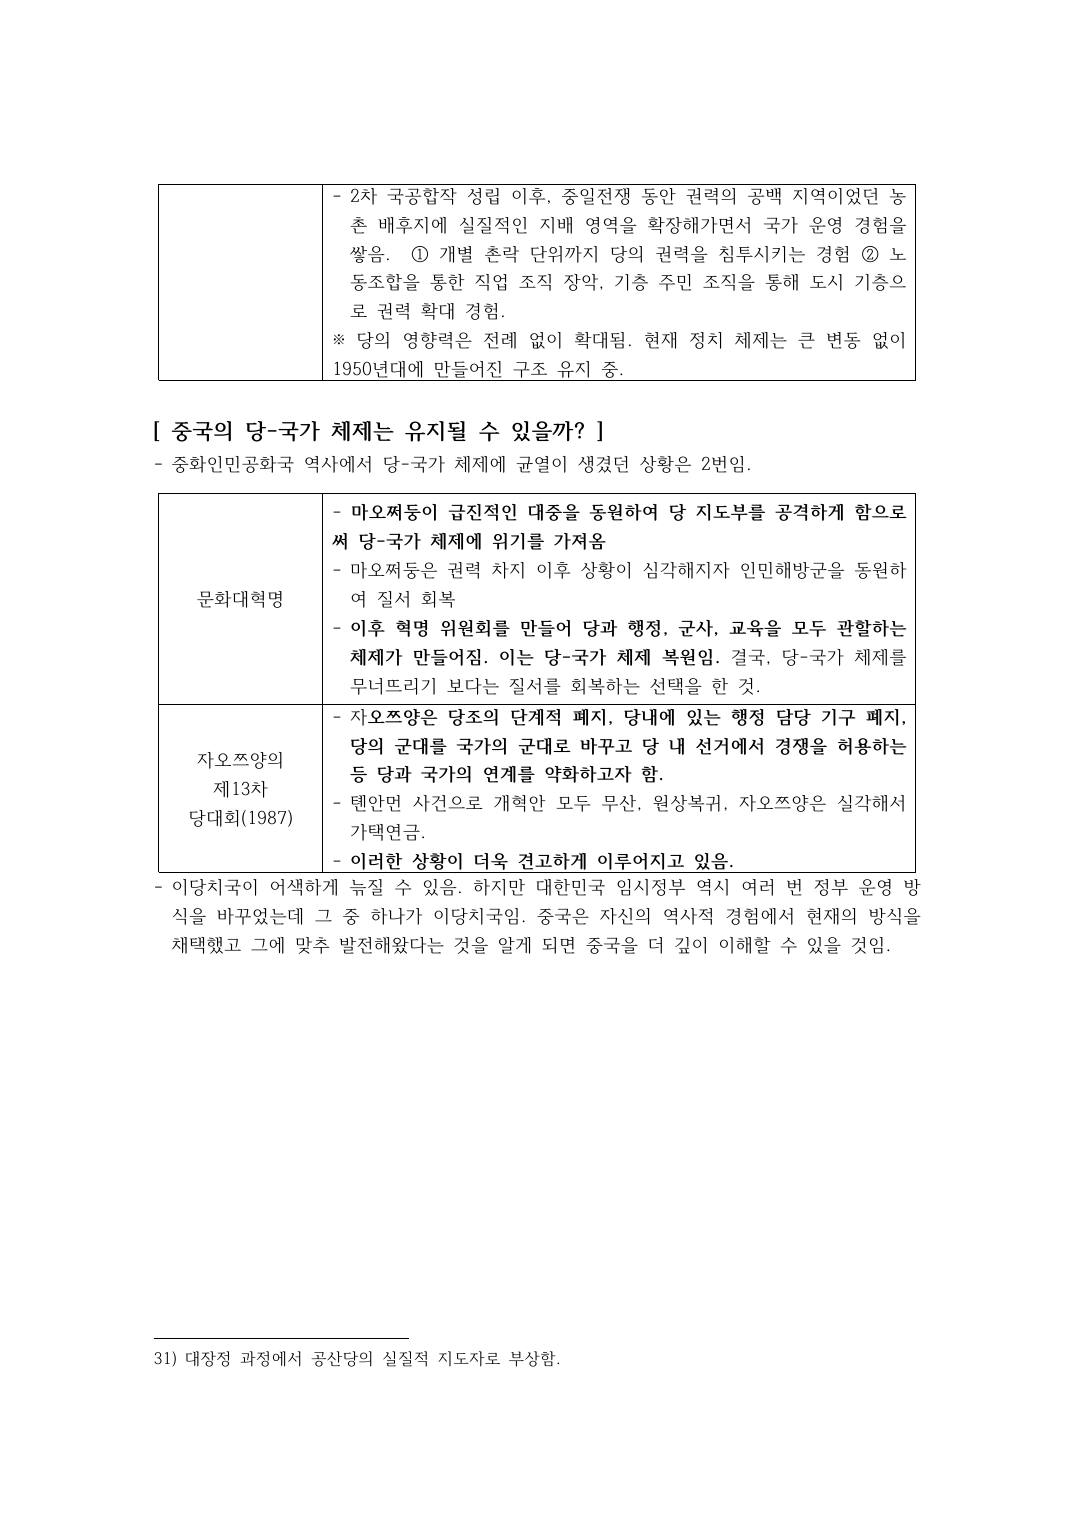 - 2차 국공합작 성립 이후, 중일전쟁 동안 권력의 공백 지역이었던 농
촌 배후지에 실질적인 지배 영역을 확장해가면서 국가 운영 경험을
쌓음. ① 개별 촌락 단위까지 당의 권력을 침투시키는 경험 ② 노
동조합을 통한 직업 조직 장악, 기층 주민 조직을 통해 도시 기층으
로 권력 확대 경험.
※ 당의 영향력은 전례 없이 확대됨. 현재 정치 체제는 큰 변동 없이
1950년대에 만들어진 구조 유지 중.
[ 중국의 당-국가 체제는 유지될 수 있을까? ]
- 중화인민공화국 역사에서 당-국가 체제에 균열이 생겼던 상황은 2번임.
문화대혁명
- 마오쩌둥이 급진적인 대중을 동원하여 당 지도부를 공격하게 함으로
써 당-국가 체제에 위기를 가져옴
- 마오쩌둥은 권력 차지 이후 상황이 심각해지자 인민해방군을 동원하
여 질서 회복
- 이후 혁명 위원회를 만들어 당과 행정, 군사, 교육을 모두 관할하는
체제가 만들어짐. 이는 당-국가 체제 복원임. 결국, 당-국가 체제를
무너뜨리기 보다는 질서를 회복하는 선택을 한 것.
자오쯔양의
제13차
당대회(1987)
- 자오쯔양은 당조의 단계적 폐지, 당내에 있는 행정 담당 기구 폐지,
당의 군대를 국가의 군대로 바꾸고 당 내 선거에서 경쟁을 허용하는
등 당과 국가의 연계를 약화하고자 함.
- 톈안먼 사건으로 개혁안 모두 무산, 원상복귀, 자오쯔양은 실각해서
가택연금.
- 이러한 상황이 더욱 견고하게 이루어지고 있음.
- 이당치국이 어색하게 늒질 수 있음. 하지만 대한민국 임시정부 역시 여러 번 정부 운영 방
식을 바꾸었는데 그 중 하나가 이당치국임. 중국은 자신의 역사적 경험에서 현재의 방식을
채택했고 그에 맞추 발전해왔다는 것을 알게 되면 중국을 더 깊이 이해할 수 있을 것임.
31) 대장정 과정에서 공산당의 실질적 지도자로 부상함.